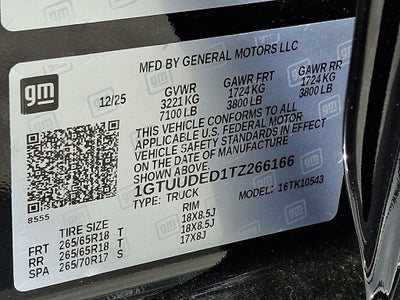 MFD BY GENERAL MOTORS LLC
gm
12/25
GVWR GAWR FRT GAWR RR
3221 KG 1724 KG 1724 KG
7100 LB 3800 LB 3800 LB
THIS VEHICLE CONFORMS TO ALL
APPLICABLE U.S. FEDERAL MOTOR
VEHICLE SAFETY STANDARDS IN EFFECT
ON THE DATE OF MANUFACTURE
SHOWN ABOVE.
1GTUUDED1TZ266166
TYPE: TRUCK MODEL: 16TK10543
8555
TIRE SIZE RIM
FRT 265/65R18 T 18X8.5J
RR 265/65R18 T 18X8.5J
SPA 265/70R17 S 17X8J